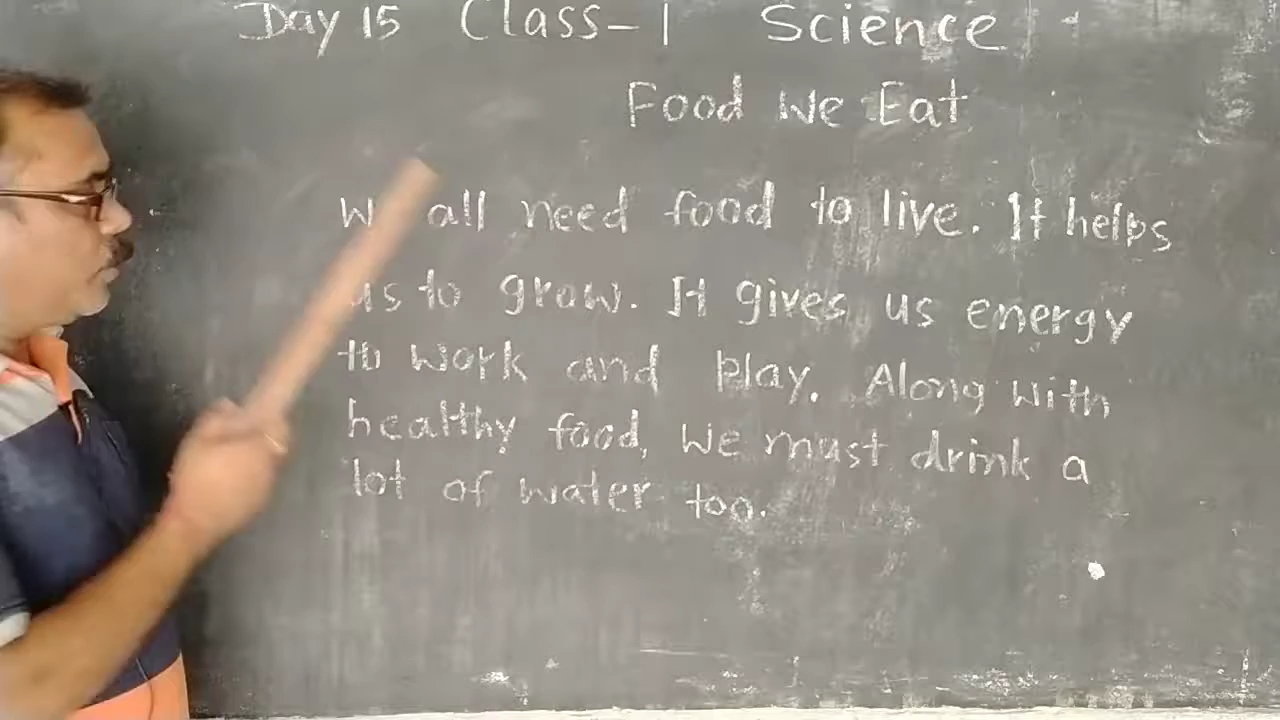 Day 15 Class-1 Science
Food We Eat
We all need food to live. It helps
us to grow. It gives us energy
to work and play. Along with
healthy food, We must drink a
lot of water too.